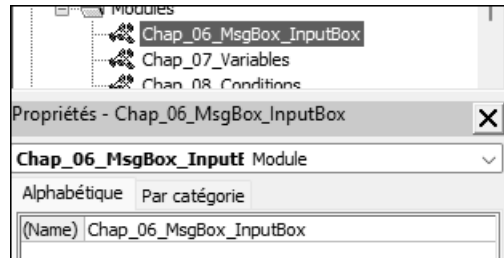 Modules
Chap_06_MsgBox_InputBox
Chap_07_Variables
Chap_08_Conditions
Propriétés - Chap_06_MsgBox_InputBox
Chap_06_MsgBox_InputE Module
Alphabétique Par catégorie
(Name) Chap_06_MsgBox_InputBox